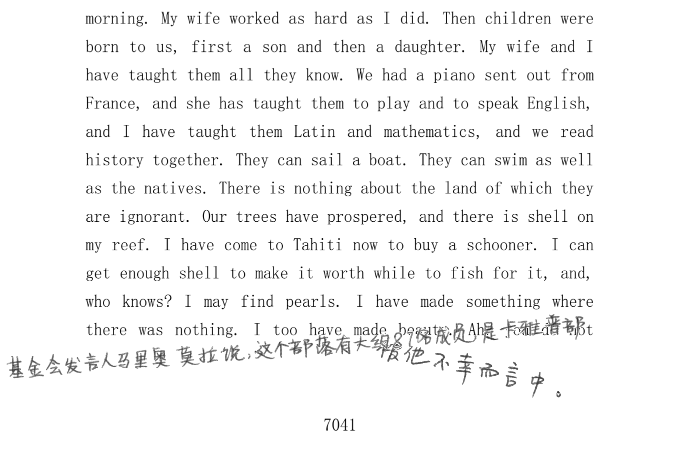 morning. My wife worked as hard as I did. Then children were
born to us, first a son and then a daughter. My wife and I
have taught them all they know. We had a piano sent out from
France, and she has taught them to play and to speak English,
and I have taught them Latin and mathematics, and we read
history together. They can sail a boat. They can swim as well
as the natives. There is nothing about the land of which they
are ignorant. Our trees have prospered, and there is shell on
my reef. I have come to Tahiti now to buy a schooner. I can
get enough shell to make it worth while to fish for it, and,
who knows? I may find pearls. I have made something where
there was nothing. I too have made beauty. Ah
基金会发言人马里奥莫拉说,这个部落有大约87名成员是卡雅普部
被他不幸而言中。
7041